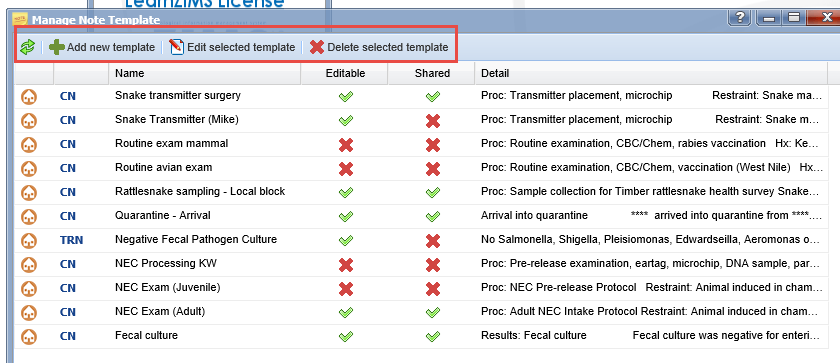 LearnZIMS License
Manage Note Template
?
Add new template Edit selected template Delete selected template
Name Editable Shared Detail
CN Snake transmitter surgery Proc: Transmitter placement, microchip Restraint: Snake ma...
CN Snake Transmitter (Mike) Proc: Transmitter placement, microchip Restraint: Snake ma...
CN Routine exam mammal Proc: Routine examination, CBC/Chem, rabies vaccination Hx: Ke...
CN Routine avian exam Proc: Routine examination, CBC/Chem, vaccination (West Nile) Hx...
CN Rattlesnake sampling - Local block Proc: Sample collection for Timber rattlesnake health survey Snake...
CN Quarantine - Arrival Arrival into quarantine **** arrived into quarantine from ****....
TRN Negative Fecal Pathogen Culture No Salmonella, Shigella, Pleisiomonas, Edwardseilla, Aeromonas o...
CN NEC Processing KW Proc: Pre-release examination, eartag, microchip, DNA sample, par...
CN NEC Exam (Juvenile) Proc: NEC Pre-release Protocol Restraint: Animal induced in cham...
CN NEC Exam (Adult) Proc: Adult NEC Intake Protocol Restraint: Animal induced in cham...
CN Fecal culture Results: Fecal culture Fecal culture was negative for enteri...